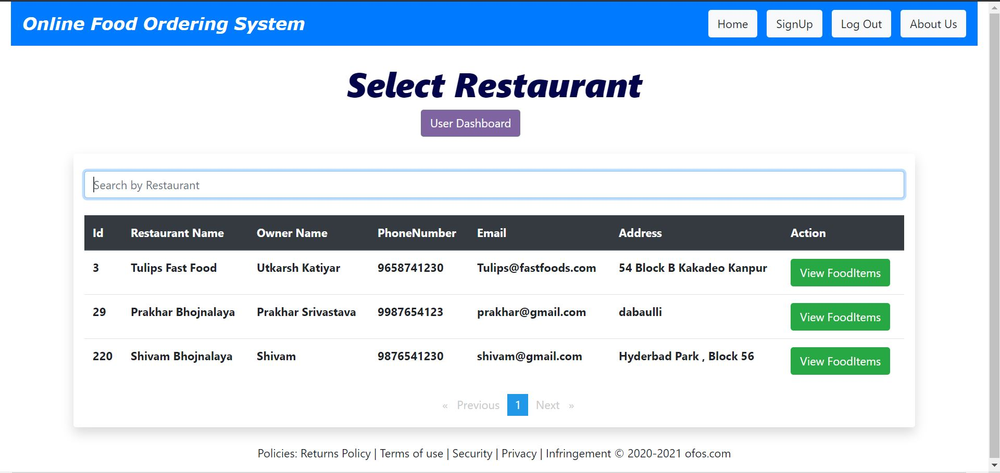 Online Food Ordering System Home SignUp Log Out About Us
Select Restaurant
User Dashboard
Search by Restaurant
Id Restaurant Name Owner Name PhoneNumber Email Address Action
3 Tulips Fast Food Utkarsh Katiyar 9658741230 Tulips@fastfoods.com 54 Block B Kakadeo Kanpur View FoodItems
29 Prakhar Bhojnalaya Prakhar Srivastava 9987654123 prakhar@gmail.com dabaulli View FoodItems
220 Shivam Bhojnalaya Shivam 9876541230 shivam@gmail.com Hyderbad Park , Block 56 View FoodItems
« Previous 1 Next »
Policies: Returns Policy | Terms of use | Security | Privacy | Infringement © 2020-2021 ofos.com